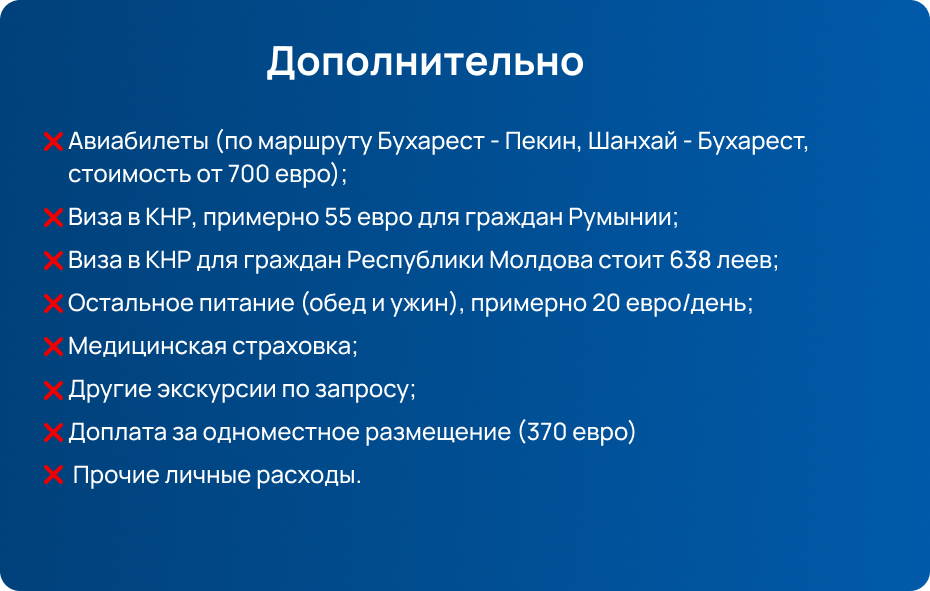 Дополнительно
Авиабилеты (по маршруту Бухарест - Пекин, Шанхай - Бухарест,
стоимость от 700 евро);
Виза в КНР, примерно 55 евро для граждан Румынии;
Виза в КНР для граждан Республики Молдова стоит 638 леев;
Остальное питание (обед и ужин), примерно 20 евро/день;
Медицинская страховка;
Другие экскурсии по запросу;
Доплата за одноместное размещение (370 евро)
Прочие личные расходы.